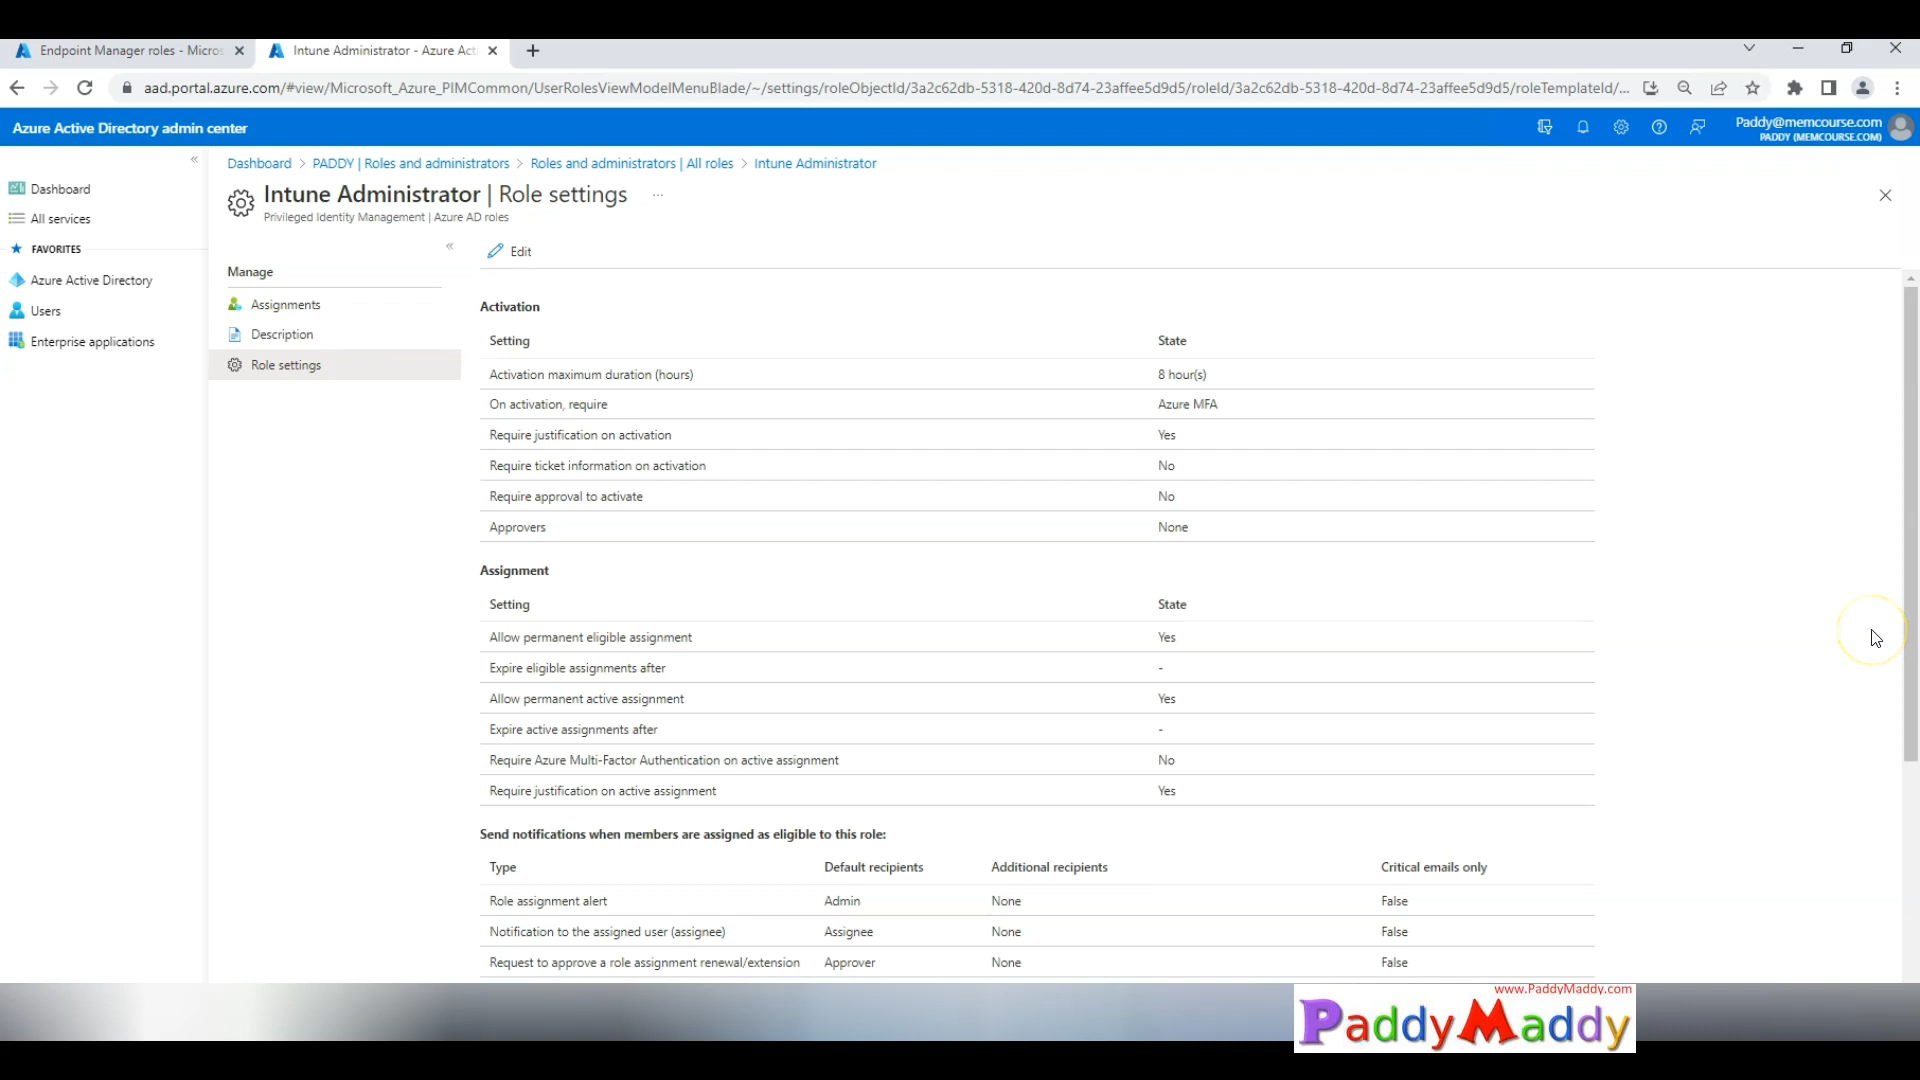 Endpoint Manager roles - Micros
Intune Administrator - Azure Act
aad.portal.azure.com/#view/Microsoft_Azure_PIMCommon/UserRolesViewModelMenuBlade/~/settings/roleObjectId/3a2c62db-5318-420d-8d74-23affee5d9d5/roleId/3a2c62db-5318-420d-8d74-23affee5d9d5/roleTemplateId/...
Azure Active Directory admin center
Paddy@memcourse.com
PADDY (MEMCOURSE.COM)
Dashboard > PADDY | Roles and administrators > Roles and administrators | All roles > Intune Administrator
Intune Administrator | Role settings ...
Privileged Identity Management | Azure AD roles
Dashboard
All services
FAVORITES
Azure Active Directory
Users
Enterprise applications
Manage
Assignments
Description
Role settings
Edit
Activation
Setting State
Activation maximum duration (hours) 8 hour(s)
On activation, require Azure MFA
Require justification on activation Yes
Require ticket information on activation No
Require approval to activate No
Approvers None
Assignment
Setting State
Allow permanent eligible assignment Yes
Expire eligible assignments after -
Allow permanent active assignment Yes
Expire active assignments after -
Require Azure Multi-Factor Authentication on active assignment No
Require justification on active assignment Yes
Send notifications when members are assigned as eligible to this role:
Type Default recipients Additional recipients Critical emails only
Role assignment alert Admin None False
Notification to the assigned user (assignee) Assignee None False
Request to approve a role assignment renewal/extension Approver None False
www.PaddyMaddy.com
PaddyMaddy